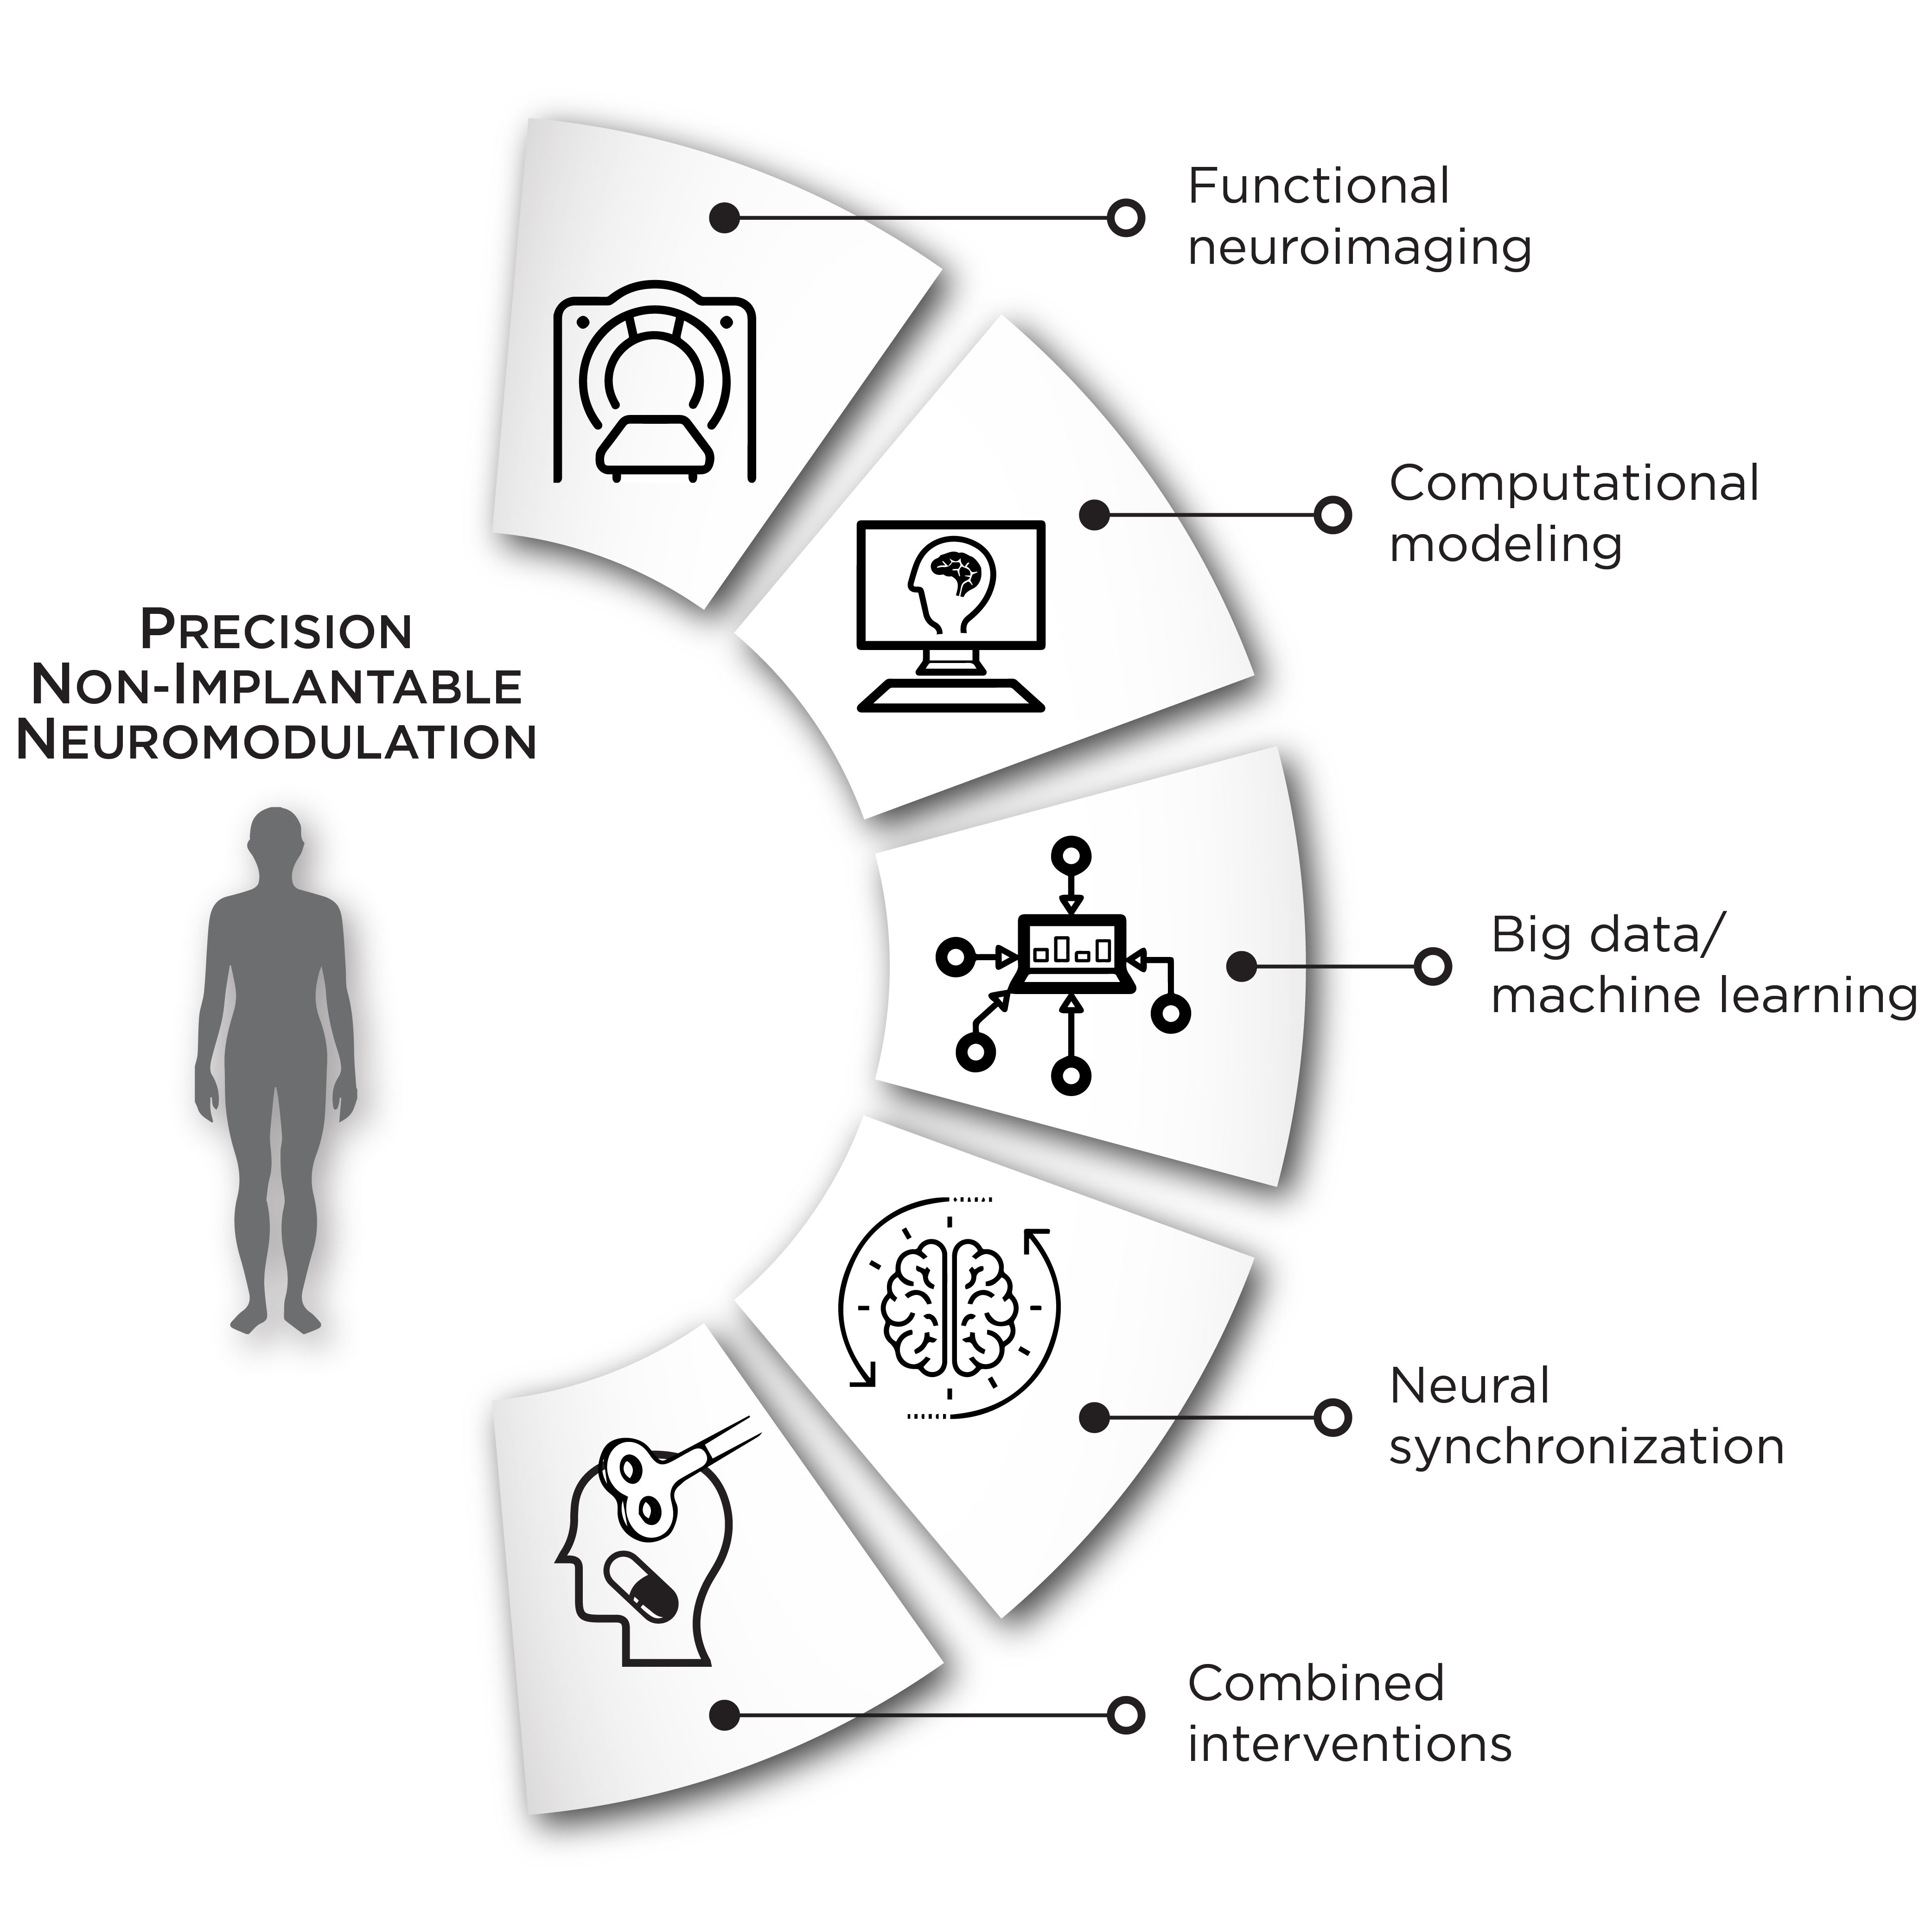 Functional
neuroimaging
Computational
modeling
PRECISION
NON-IMPLANTABLE
NEUROMODULATION
Big data/
machine learning
Neural
synchronization
Combined
interventions